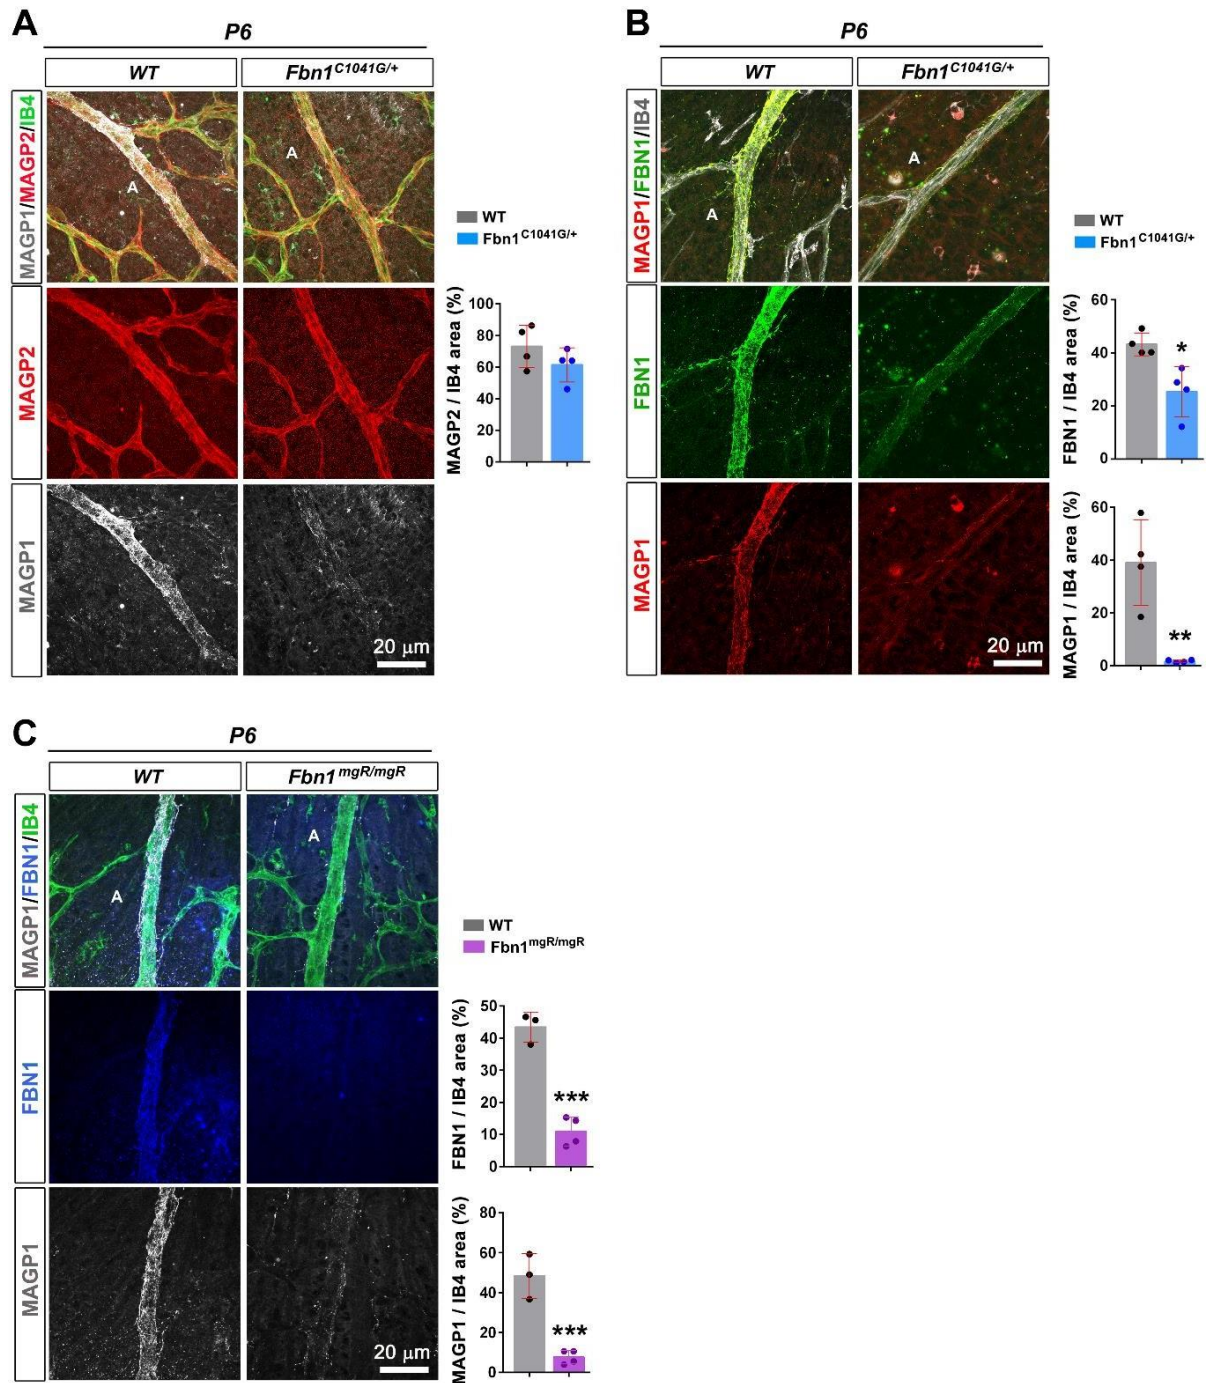 A
P6
WT
Fbn1C1041G/+
MAGP1/MAGP2/IB4
A
A
MAGP2
MAGP1
20 μm
WT
Fbn1C1041G/+
MAGP2 / IB4 area (%)
100
80
60
40
20
0
B
P6
WT
Fbn1C1041G/+
MAGP1/FBN1/IB4
A
A
FBN1
MAGP1
20 μm
WT
Fbn1C1041G/+
FBN1 / IB4 area (%)
60
40
20
0
*
MAGP1 / IB4 area (%)
60
40
20
0
**
C
P6
WT
Fbn1mgR/mgR
MAGP1/FBN1/IB4
A
A
FBN1
MAGP1
20 μm
WT
Fbn1mgR/mgR
FBN1 / IB4 area (%)
50
40
30
20
10
0
***
MAGP1 / IB4 area (%)
80
60
40
20
0
***